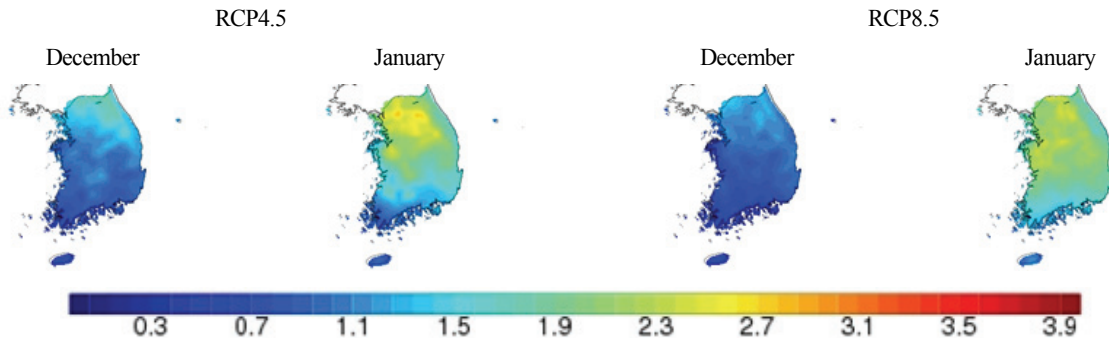 RCP4.5 RCP8.5
December January December January
0.3 0.7 1.1 1.5 1.9 2.3 2.7 3.1 3.5 3.9